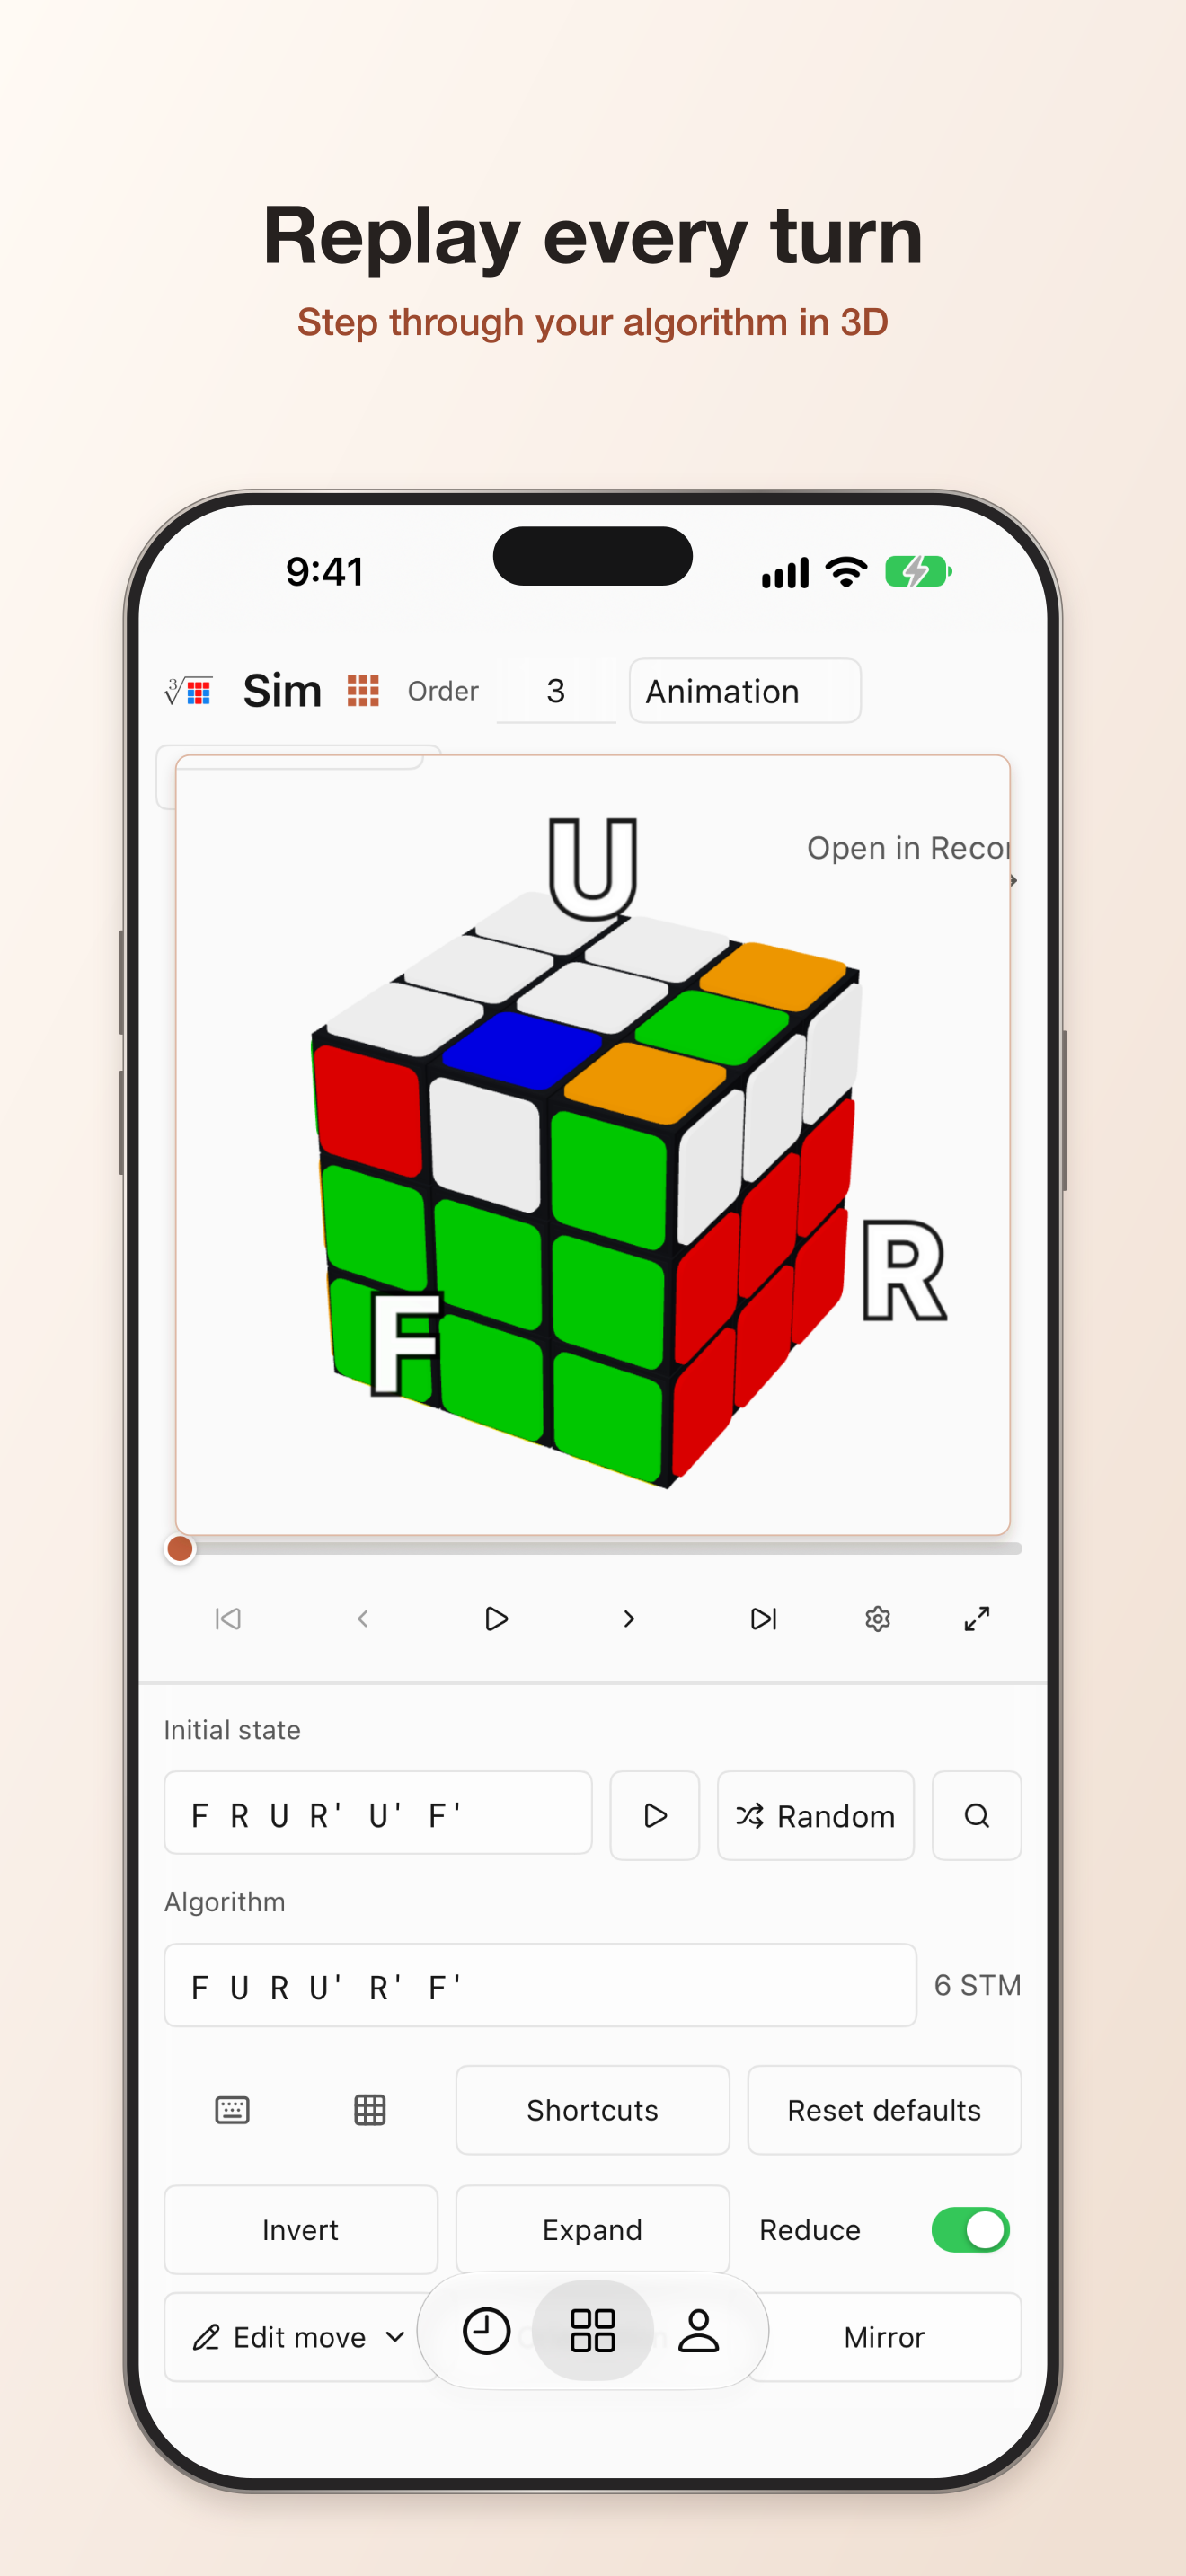 Replay every turn
Step through your algorithm in 3D
9:41
3
Sim
Order
3
Animation
Open in Recor
U
R
F
Initial state
F R U R' U' F'
Random
Algorithm
F U R U' R' F'
6 STM
Shortcuts
Reset defaults
Invert
Expand
Reduce
Edit move
Mirror